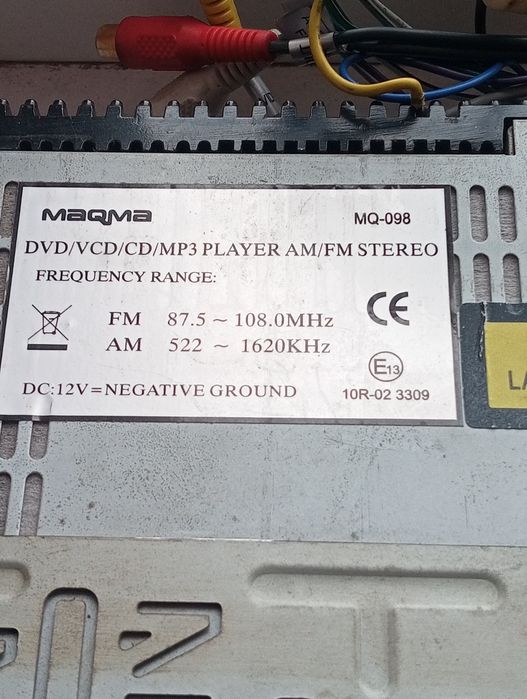 MAQMA
MQ-098
DVD/VCD/CD/MP3 PLAYER AM/FM STEREO
FREQUENCY RANGE:
FM 87.5 ~ 108.0MHz
CE
AM 522 ~ 1620KHz
E13
DC:12V=NEGATIVE GROUND
10R-02 3309